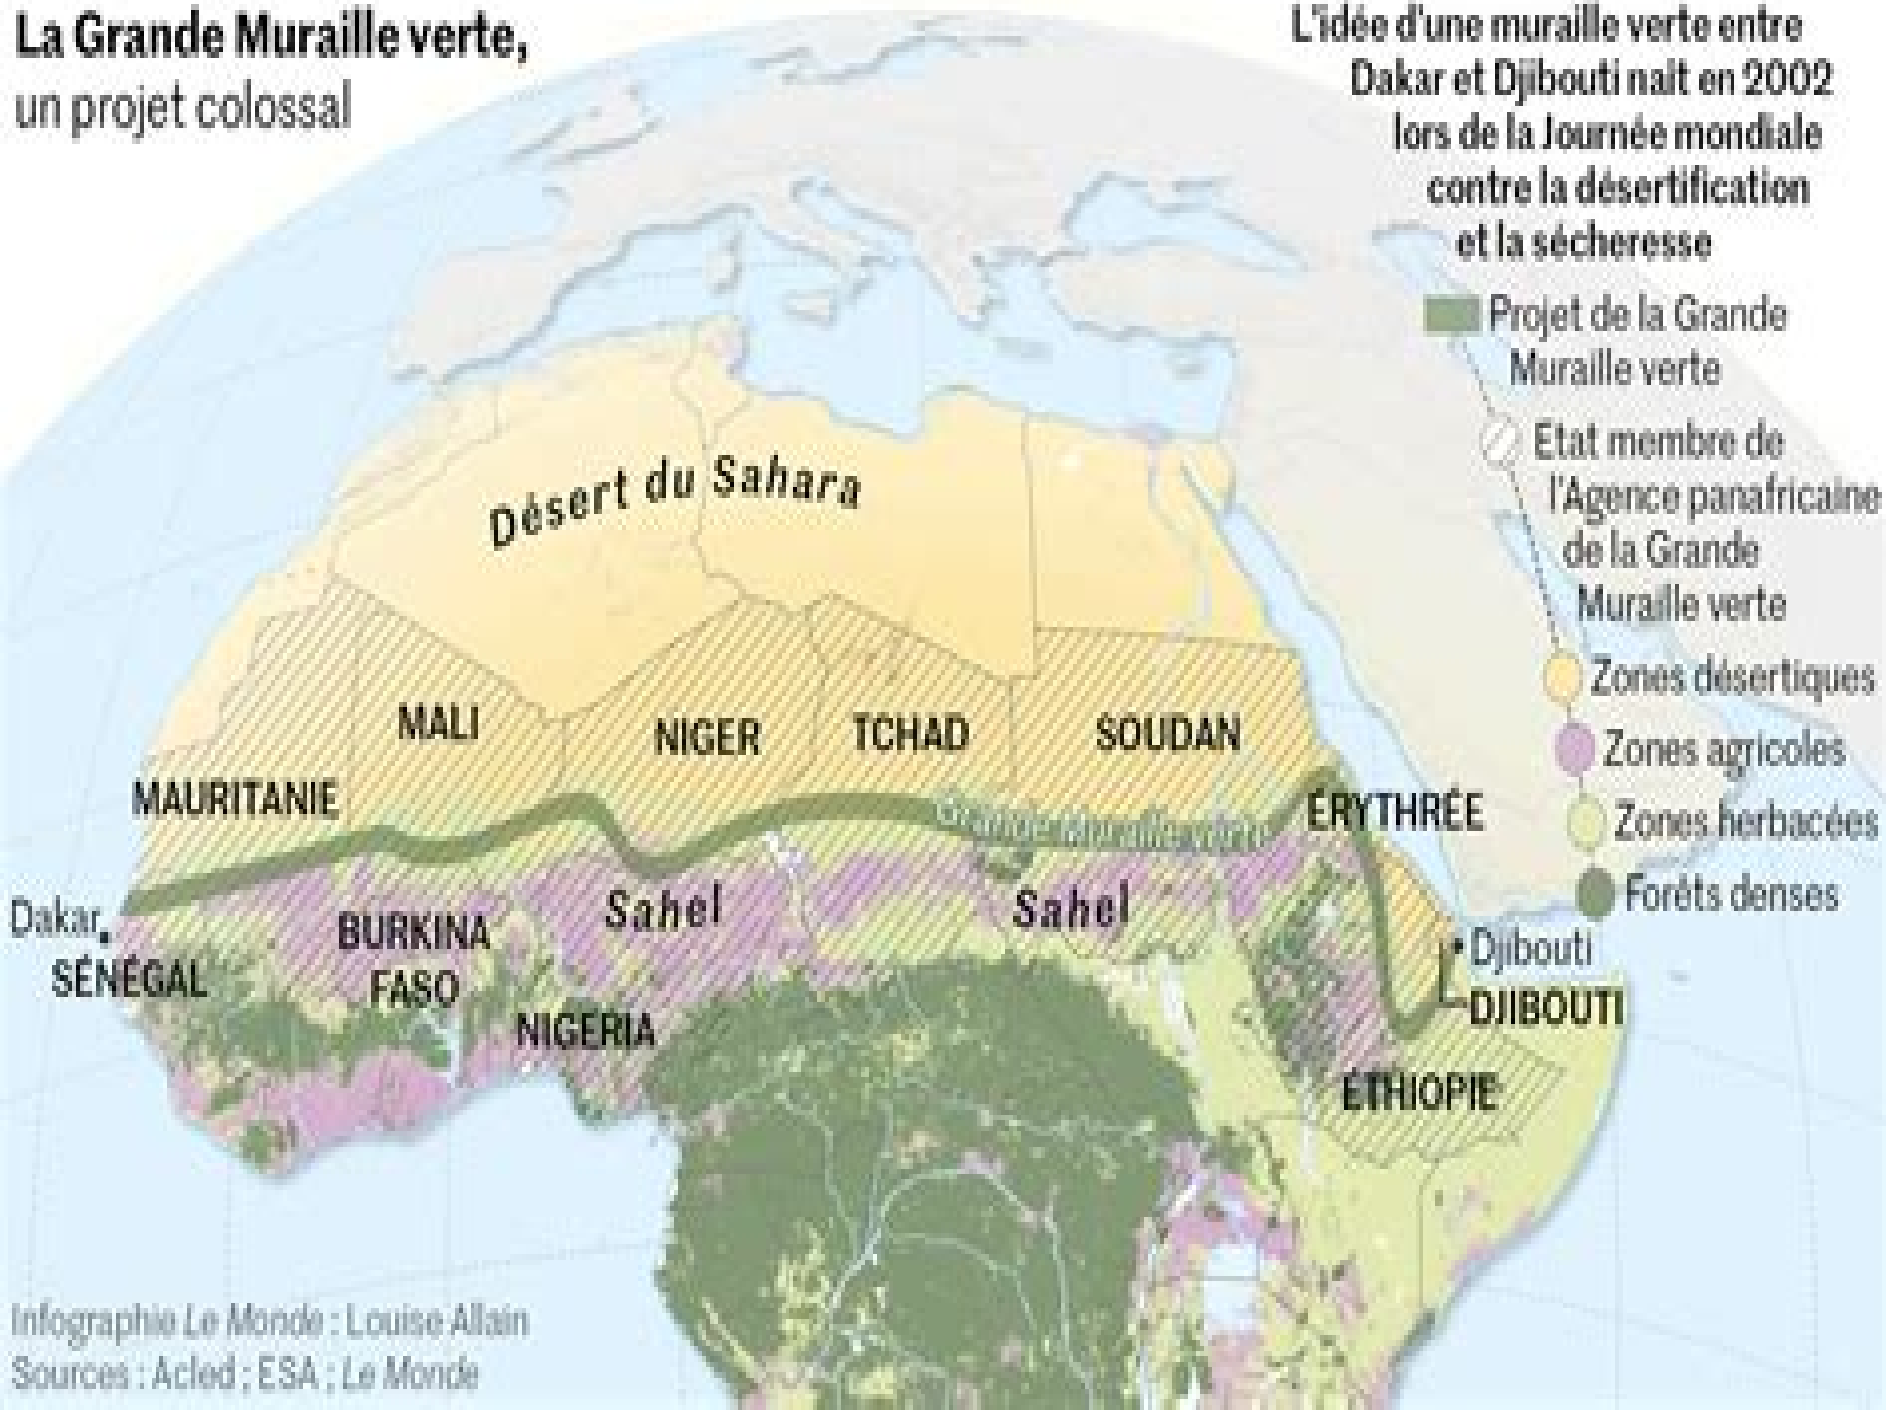 La Grande Muraille verte,
un projet colossal
L'idée d'une muraille verte entre
Dakar et Djibouti nait en 2002
lors de la Journée mondiale
contre la désertification
et la sécheresse
Projet de la Grande
Muraille verte
Etat membre de
l'Agence panafricaine
de la Grande
Muraille verte
Zones désertiques
Zones agricoles
Zones herbacées
Forêts denses
Désert du Sahara
MALI
NIGER
TCHAD
SOUDAN
MAURITANIE
Grande Muraille verte
ÉRYTHRÉE
Dakar
SÉNÉGAL
BURKINA
FASO
Sahel
Sahel
NIGERIA
Djibouti
DJIBOUTI
ÉTHIOPIE
Infographie Le Monde : Louise Allain
Sources : Acled ; ESA ; Le Monde